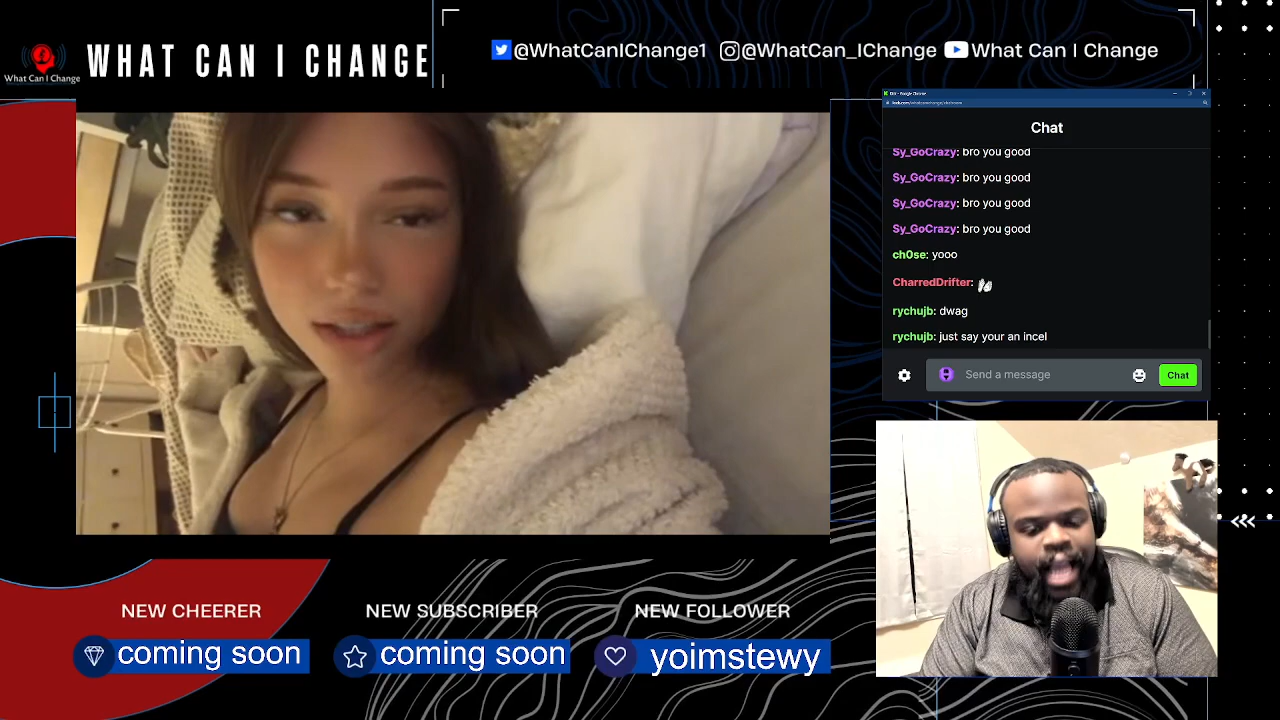 What Can I Change
WHAT CAN I CHANGE
@WhatCanIChange1
@WhatCan_IChange
What Can I Change
Chat
Sy_GoCrazy: bro you good
Sy_GoCrazy: bro you good
Sy_GoCrazy: bro you good
Sy_GoCrazy: bro you good
ch0se: yooo
CharredDrifter:
rychujb: dwag
rychujb: just say your an incel
Send a message
Chat
NEW CHEERER
coming soon
NEW SUBSCRIBER
coming soon
NEW FOLLOWER
yoimstewy